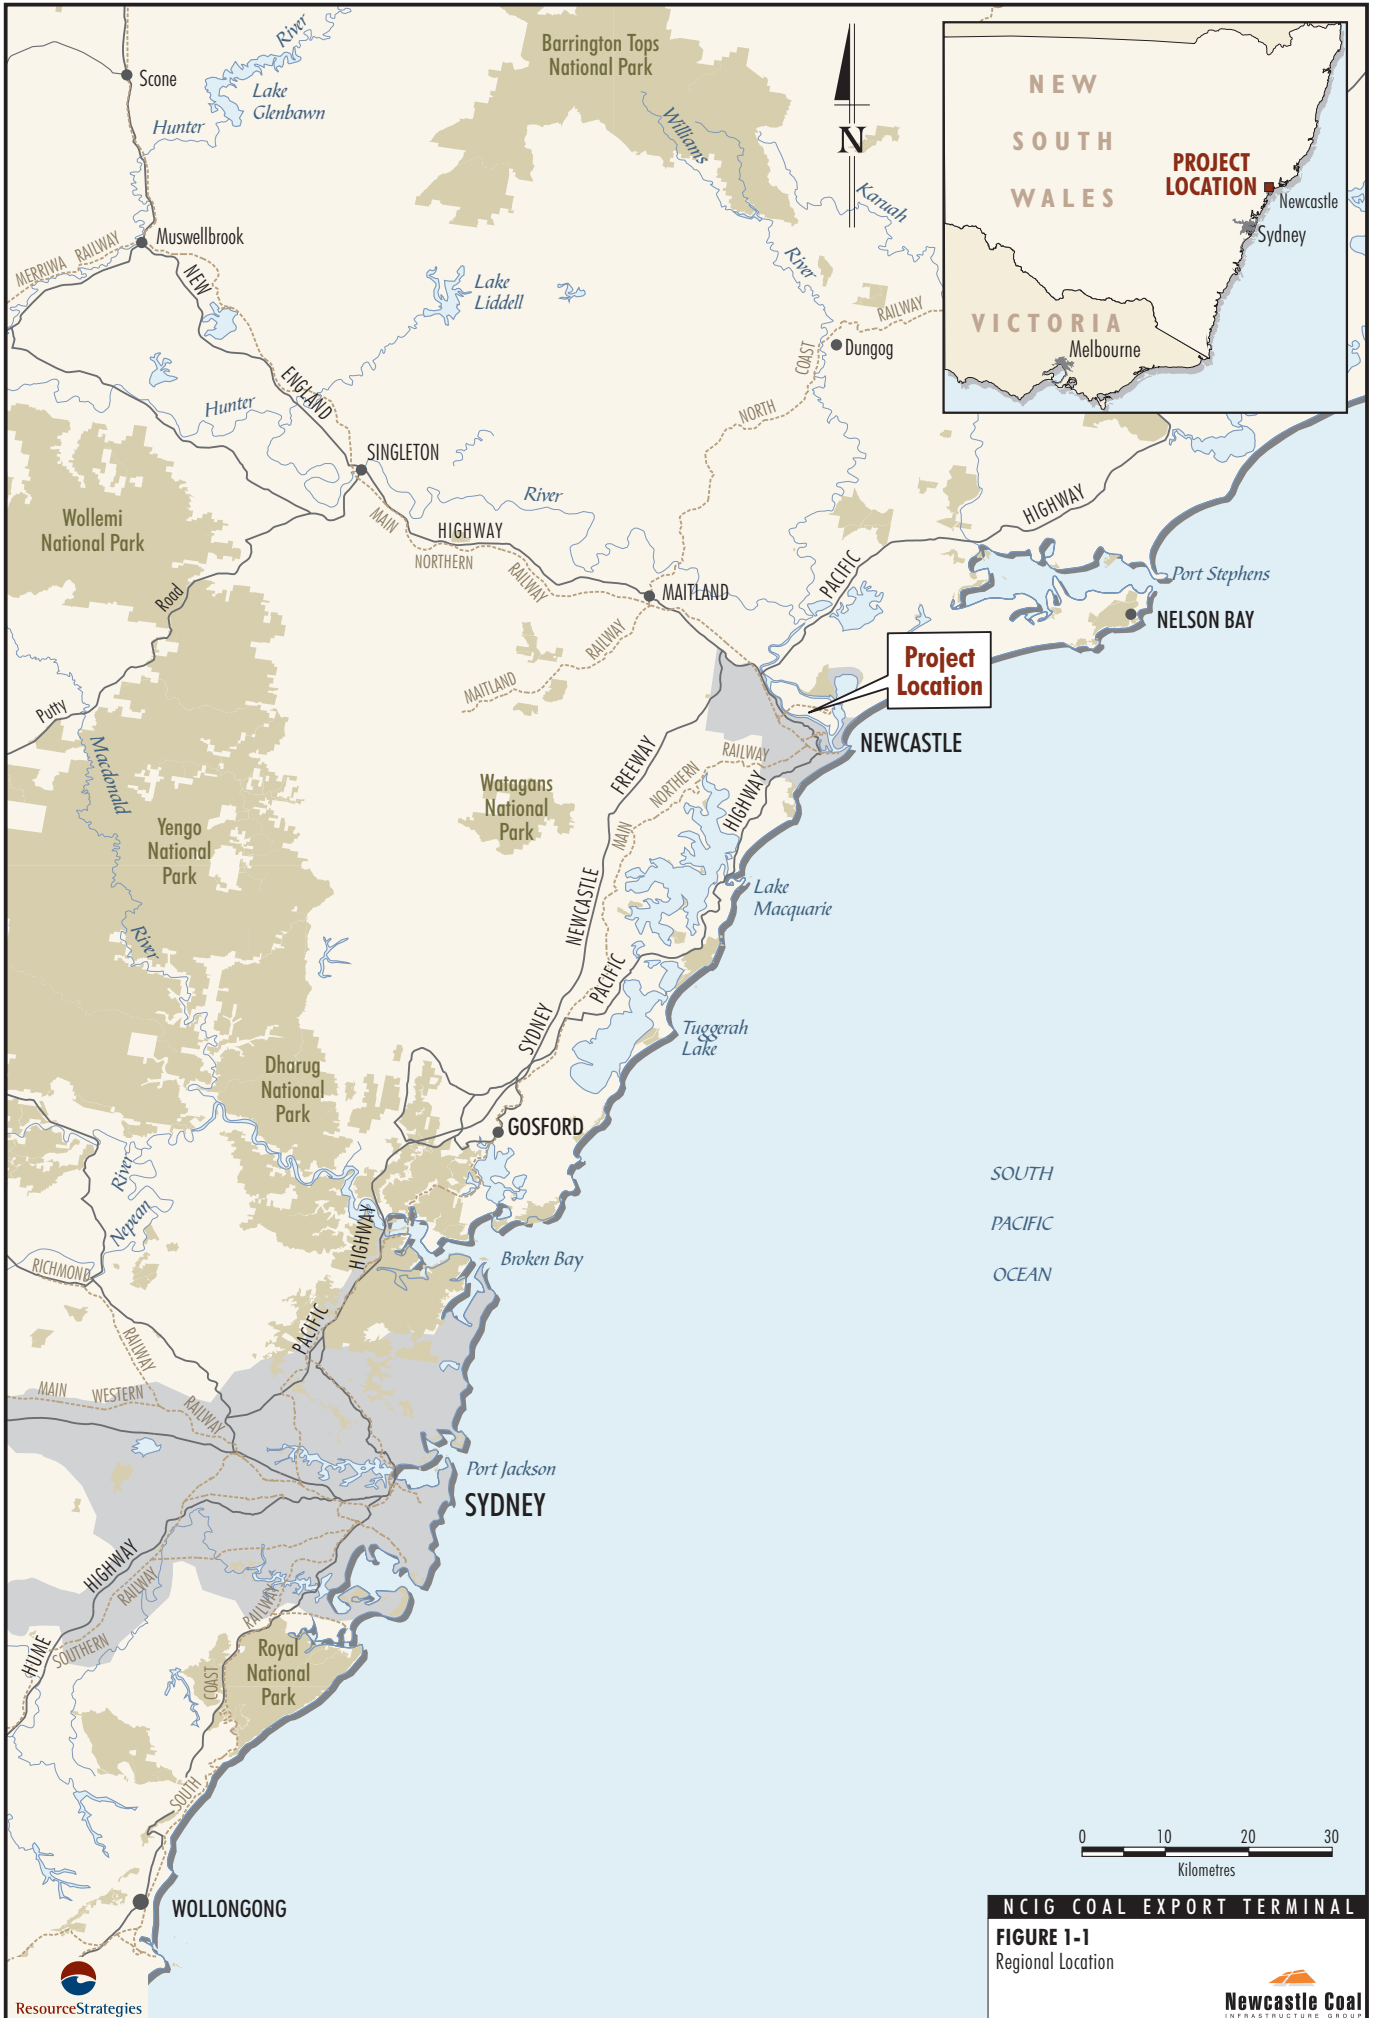 River
Scone
Lake
Glenbawn
Hunter
Barrington Tops
National Park
Williams
River
N
Karuah
NEW
SOUTH
WALES
PROJECT
LOCATION
Newcastle
Sydney
VICTORIA
Melbourne
Muswellbrook
MERRIWA RAILWAY
NEW
ENGLAND
HIGHWAY
Lake
Liddell
RAILWAY
COAST
NORTH
Dungog
Hunter
River
SINGLETON
MAIN
NORTHERN
RAILWAY
Wollemi
National Park
Road
Putty
MAITLAND
MAITLAND
RAILWAY
PACIFIC
HIGHWAY
Port Stephens
NELSON BAY
Project
Location
NEWCASTLE
Macdonald
River
Yengo
National
Park
Watagans
National
Park
FREEWAY
NEWCASTLE
SYDNEY
MAIN
NORTHERN
RAILWAY
HIGHWAY
PACIFIC
Lake
Macquarie
Tuggerah
Lake
Dharug
National
Park
GOSFORD
River
Nepean
SOUTH
PACIFIC
OCEAN
HIGHWAY
PACIFIC
Broken Bay
RICHMOND
RAILWAY
MAIN WESTERN
RAILWAY
Port Jackson
SYDNEY
HIGHWAY
HUME
RAILWAY
SOUTHERN
RAILWAY
COAST
SOUTH
Royal
National
Park
WOLLONGONG
0 10 20 30
Kilometres
NCIG COAL EXPORT TERMINAL
FIGURE 1-1
Regional Location
ResourceStrategies
Newcastle Coal
INFRASTRUCTURE GROUP